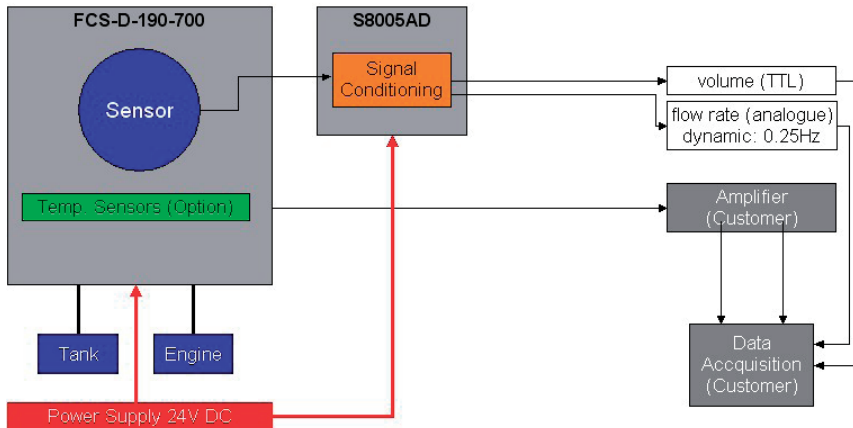 FCS-D-190-700
S8005AD
Sensor
Signal
Conditioning
volume (TTL)
flow rate (analogue)
dynamic: 0.25Hz
Temp. Sensors (Option)
Amplifier
(Customer)
Tank
Engine
Data
Accquisition
(Customer)
Power Supply 24V DC